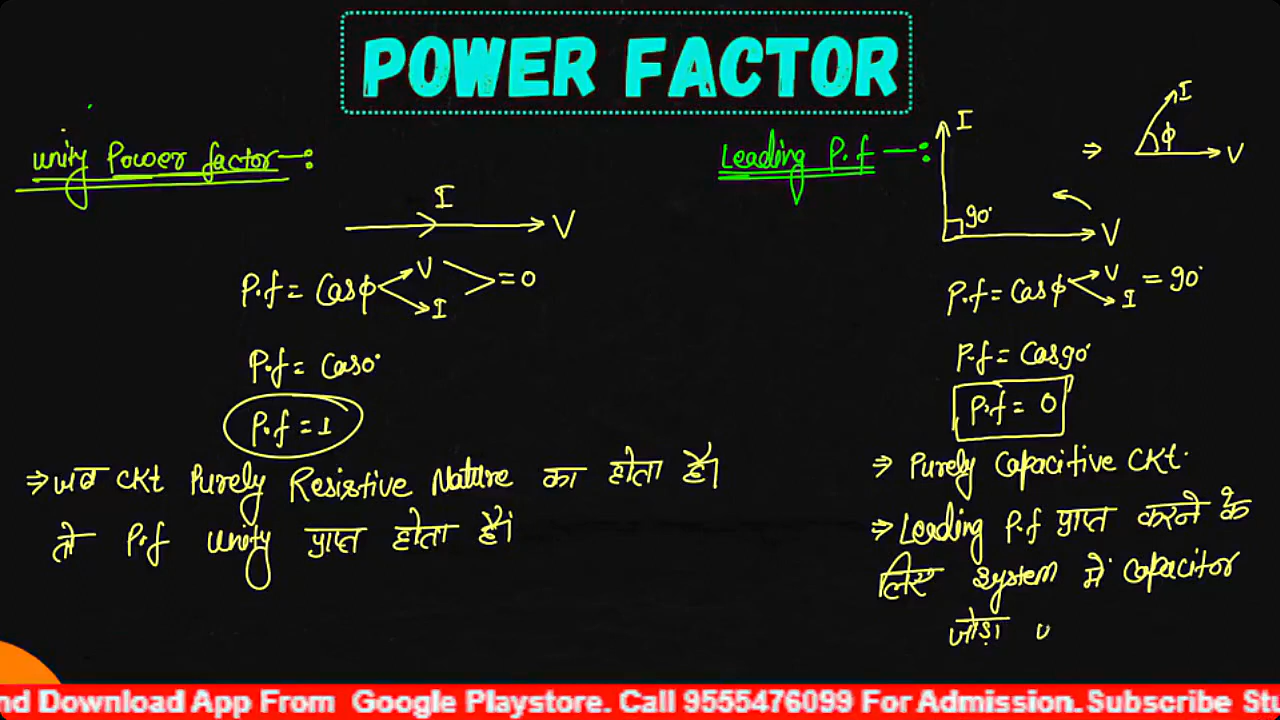 POWER FACTOR
Unity Power factor -:
I
V
P.f = Cosφ V I = 0
P.f = Cos0°
P.f = 1
⇒ जब CKt Purely Resistive Nature का होता है।
तो P.f unity प्राप्त होता है।
Leading P.f -:
I
90°
V
⇒
I
φ
V
P.f = Cosφ V I = 90°
P.f = Cos90°
P.f = 0
⇒ Purely Capacitive CKt.
⇒ Leading P.f प्राप्त करने के
लिए System में Capacitor
जोड़ा
nd Download App From Google Playstore. Call 9555476099 For Admission.Subscribe Stu